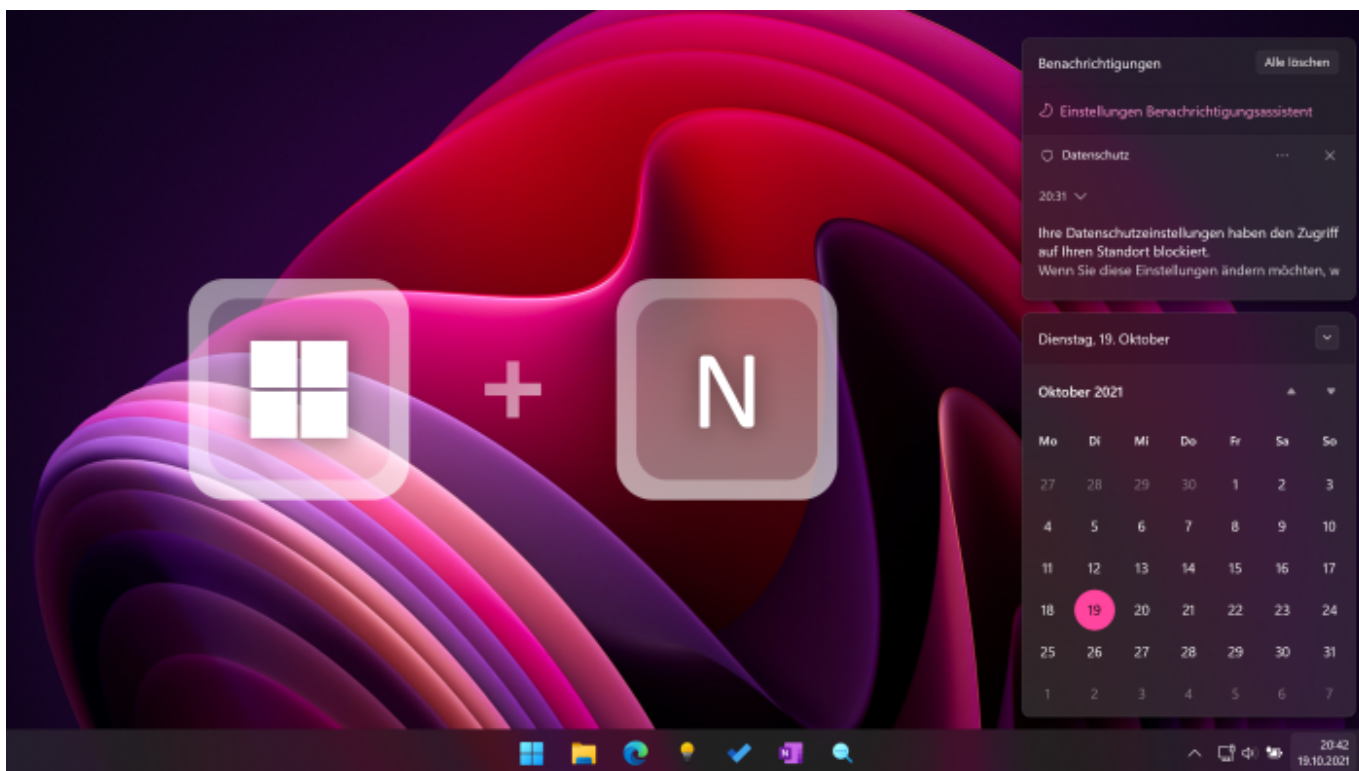 Benachrichtigungen Alle löschen
Einstellungen Benachrichtigungsassistent
Datenschutz ...
20:31
Ihre Datenschutzeinstellungen haben den Zugriff
auf Ihren Standort blockiert.
Wenn Sie diese Einstellungen ändern möchten, w
+ N
Dienstag, 19. Oktober
Oktober 2021
Mo Di Mi Do Fr Sa So
27 28 29 30 1 2 3
4 5 6 7 8 9 10
11 12 13 14 15 16 17
18 19 20 21 22 23 24
25 26 27 28 29 30 31
1 2 3 4 5 6 7
20:42
19.10.2021